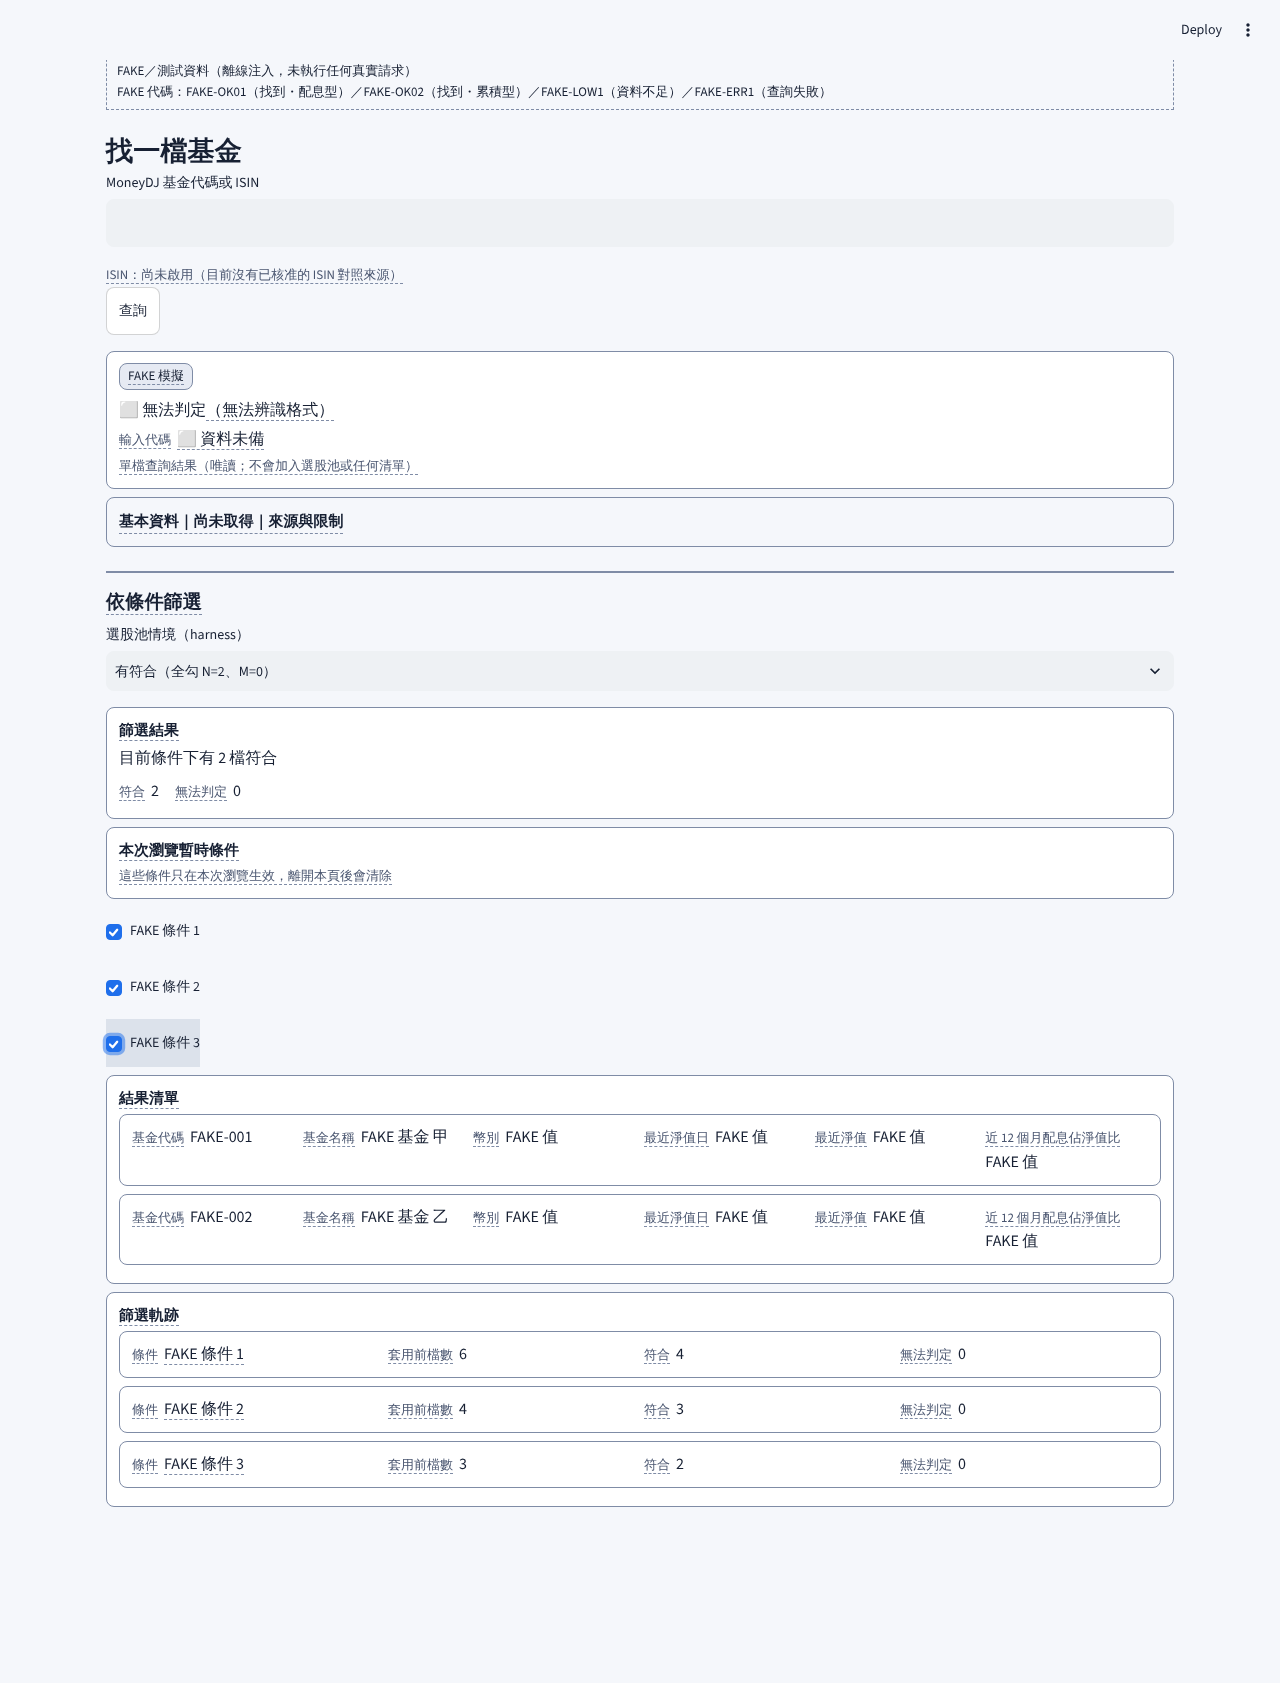 Deploy
FAKE／測試資料（離線注入，未執行任何真實請求）
FAKE 代碼：FAKE-OK01（找到・配息型）／FAKE-OK02（找到・累積型）／FAKE-LOW1（資料不足）／FAKE-ERR1（查詢失敗）
找一檔基金
MoneyDJ 基金代碼或 ISIN
ISIN：尚未啟用（目前沒有已核准的 ISIN 對照來源）
查詢
FAKE 模擬
⬜ 無法判定（無法辨識格式）
輸入代碼 ⬜ 資料未備
單檔查詢結果（唯讀；不會加入選股池或任何清單）
基本資料｜尚未取得｜來源與限制
依條件篩選
選股池情境（harness）
有符合（全勾 N=2、M=0）
篩選結果
目前條件下有 2 檔符合
符合 2 無法判定 0
本次瀏覽暫時條件
這些條件只在本次瀏覽生效，離開本頁後會清除
FAKE 條件 1
FAKE 條件 2
FAKE 條件 3
結果清單
基金代碼 FAKE-001 基金名稱 FAKE 基金 甲 幣別 FAKE 值 最近淨值日 FAKE 值 最近淨值 FAKE 值 近 12 個月配息佔淨值比
FAKE 值
基金代碼 FAKE-002 基金名稱 FAKE 基金 乙 幣別 FAKE 值 最近淨值日 FAKE 值 最近淨值 FAKE 值 近 12 個月配息佔淨值比
FAKE 值
篩選軌跡
條件 FAKE 條件 1 套用前檔數 6 符合 4 無法判定 0
條件 FAKE 條件 2 套用前檔數 4 符合 3 無法判定 0
條件 FAKE 條件 3 套用前檔數 3 符合 2 無法判定 0